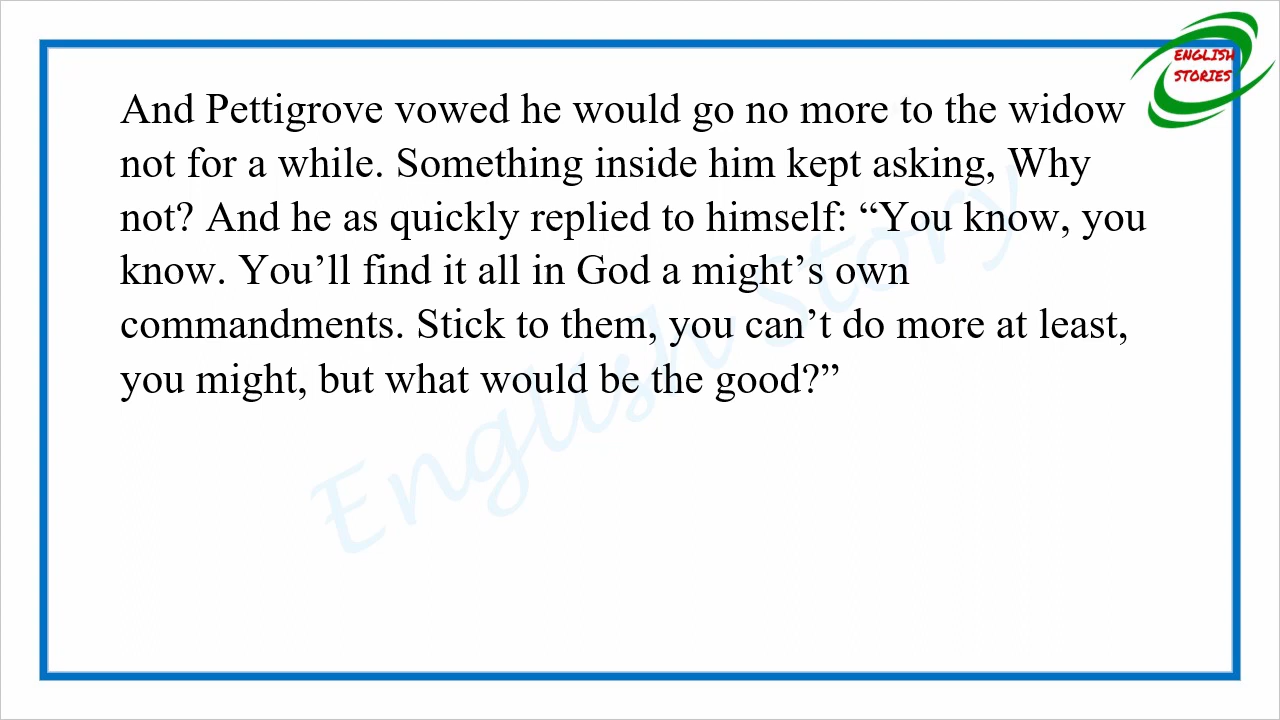 ENGLISH
STORIES
And Pettigrove vowed he would go no more to the widow
not for a while. Something inside him kept asking, Why
not? And he as quickly replied to himself: “You know, you
know. You’ll find it all in God a might’s own
commandments. Stick to them, you can’t do more at least,
you might, but what would be the good?”
English Story